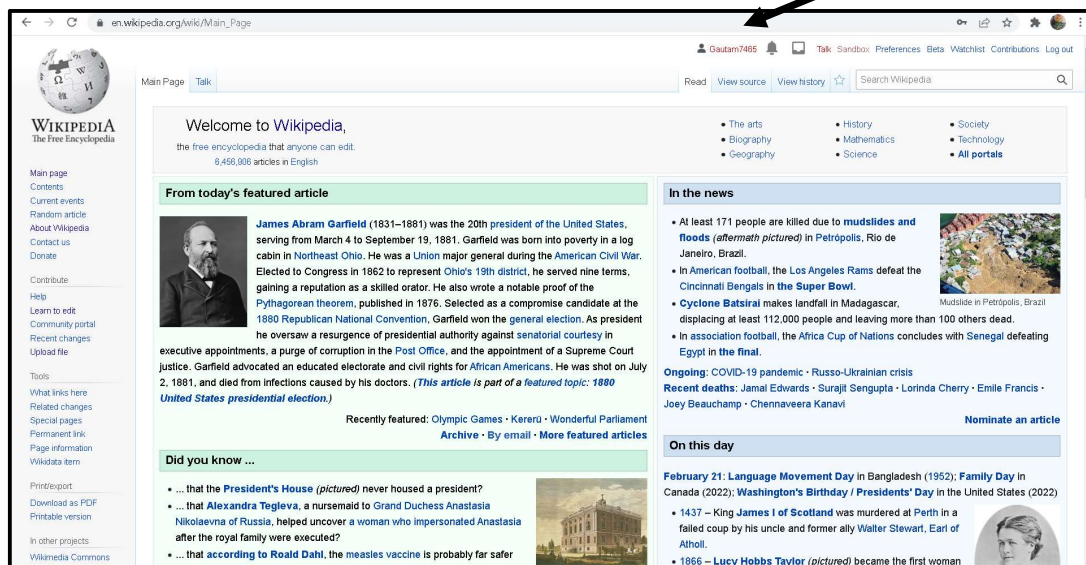 en.wikipedia.org/wiki/Main_Page
Gautam7465 Talk Sandbox Preferences Beta Watchlist Contributions Log out
Main Page Talk Read View source View history Search Wikipedia
WIKIPEDIA
The Free Encyclopedia
Main page
Contents
Current events
Random article
About Wikipedia
Contact us
Donate
Contribute
Help
Learn to edit
Community portal
Recent changes
Upload file
Tools
What links here
Related changes
Special pages
Permanent link
Page information
Wikidata item
Print/export
Download as PDF
Printable version
In other projects
Wikimedia Commons
Welcome to Wikipedia,
the free encyclopedia that anyone can edit.
6,456,906 articles in English
• The arts
• Biography
• Geography
• History
• Mathematics
• Science
• Society
• Technology
• All portals
From today's featured article
James Abram Garfield (1831–1881) was the 20th president of the United States,
serving from March 4 to September 19, 1881. Garfield was born into poverty in a log
cabin in Northeast Ohio. He was a Union major general during the American Civil War.
Elected to Congress in 1862 to represent Ohio's 19th district, he served nine terms,
gaining a reputation as a skilled orator. He also wrote a notable proof of the
Pythagorean theorem, published in 1876. Selected as a compromise candidate at the
1880 Republican National Convention, Garfield won the general election. As president
he oversaw a resurgence of presidential authority against senatorial courtesy in
executive appointments, a purge of corruption in the Post Office, and the appointment of a Supreme Court
justice. Garfield advocated an educated electorate and civil rights for African Americans. He was shot on July
2, 1881, and died from infections caused by his doctors. (This article is part of a featured topic: 1880
United States presidential election.)
Recently featured: Olympic Games · Kererū · Wonderful Parliament
Archive · By email · More featured articles
Did you know ...
• ... that the President's House (pictured) never housed a president?
• ... that Alexandra Tegleva, a nursemaid to Grand Duchess Anastasia
Nikolaevna of Russia, helped uncover a woman who impersonated Anastasia
after the royal family were executed?
• ... that according to Roald Dahl, the measles vaccine is probably far safer
In the news
• At least 171 people are killed due to mudslides and
floods (aftermath pictured) in Petrópolis, Rio de
Janeiro, Brazil.
• In American football, the Los Angeles Rams defeat the
Cincinnati Bengals in the Super Bowl.
• Cyclone Batsirai makes landfall in Madagascar,
displacing at least 112,000 people and leaving more than 100 others dead.
• In association football, the Africa Cup of Nations concludes with Senegal defeating
Egypt in the final.
Mudslide in Petrópolis, Brazil
Ongoing: COVID-19 pandemic · Russo-Ukrainian crisis
Recent deaths: Jamal Edwards · Surajit Sengupta · Lorinda Cherry · Emile Francis ·
Joey Beauchamp · Chennaveera Kanavi
Nominate an article
On this day
February 21: Language Movement Day in Bangladesh (1952); Family Day in
Canada (2022); Washington's Birthday / Presidents' Day in the United States (2022)
• 1437 – King James I of Scotland was murdered at Perth in a
failed coup by his uncle and former ally Walter Stewart, Earl of
Atholl.
• 1866 – Lucy Hobbs Taylor (pictured) became the first woman